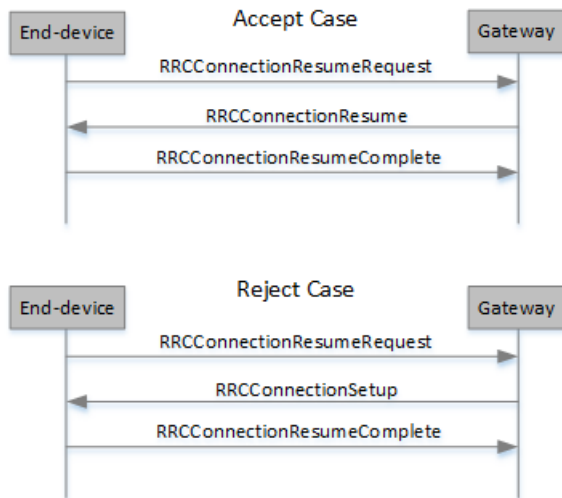 Accept Case
End-device
Gateway
RRCConnectionResumeRequest
RRCConnectionResume
RRCConnectionResumeComplete
Reject Case
End-device
Gateway
RRCConnectionResumeRequest
RRCConnectionSetup
RRCConnectionResumeComplete